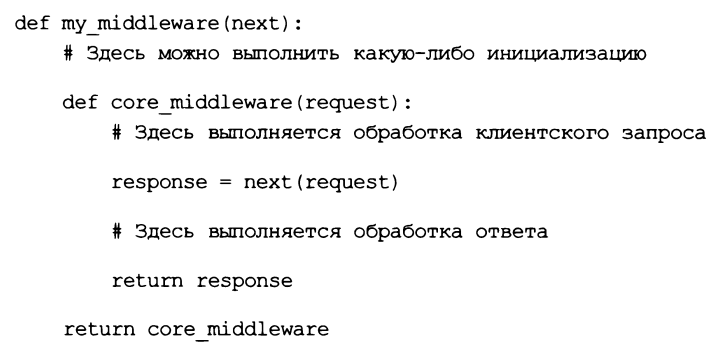 def my_middleware(next):
    # Здесь можно выполнить какую-либо инициализацию
    def core_middleware(request):
        # Здесь выполняется обработка клиентского запроса
        response = next(request)
        # Здесь выполняется обработка ответа
        return response
    return core_middleware